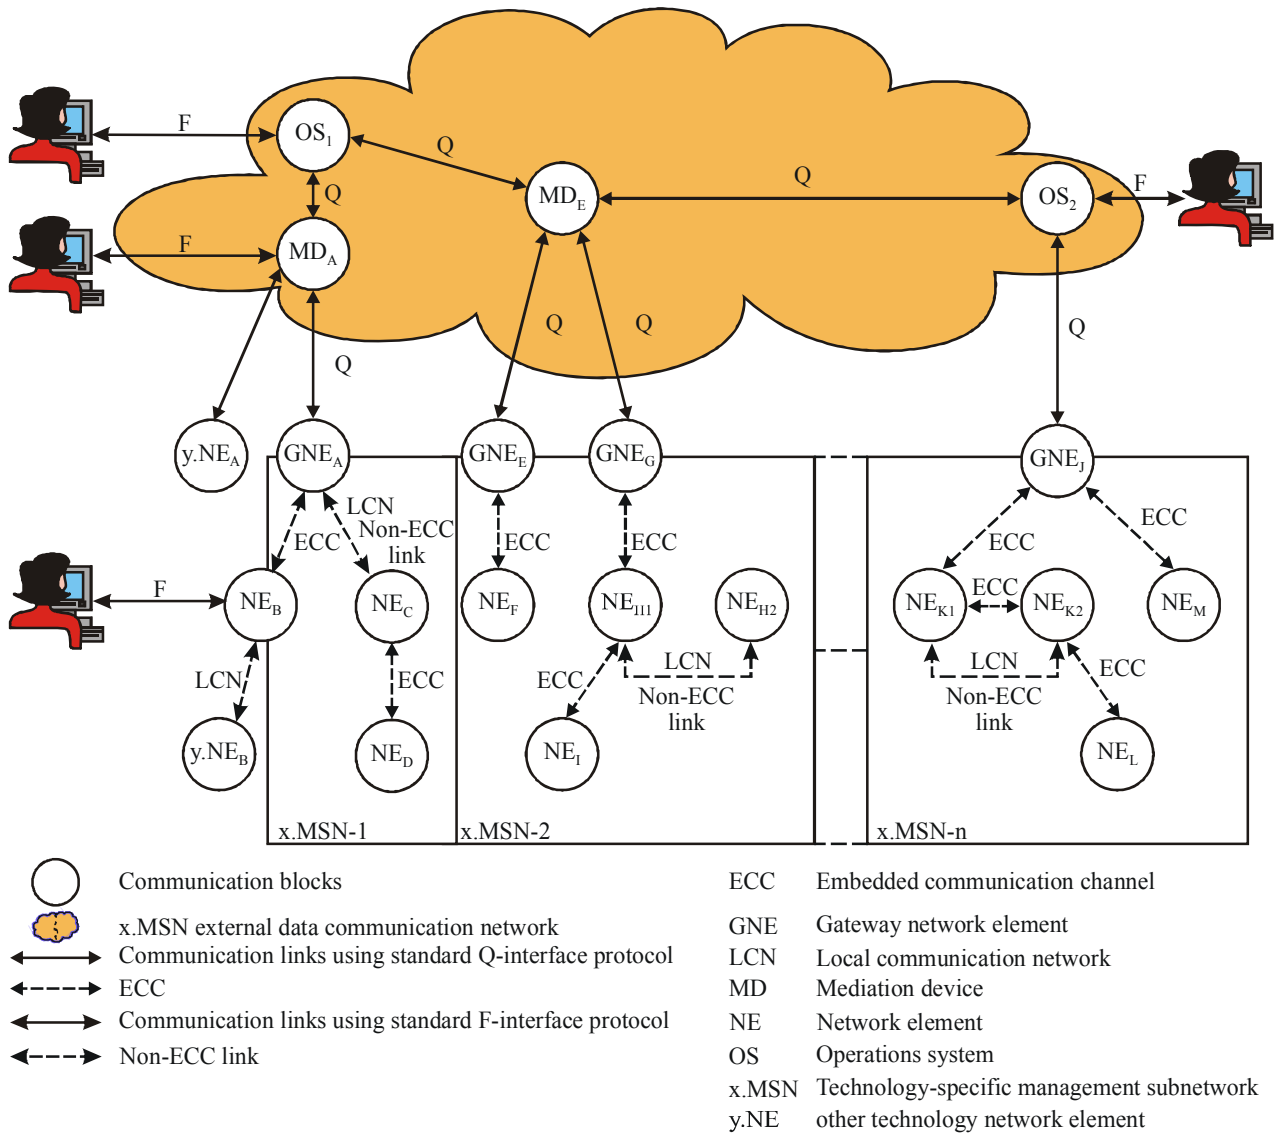 F
OS1
Q
Q
MDE
Q
OS2
F
F
MDA
Q
Q
Q
Q
y.NEA
GNEA
GNEE
GNEG
GNEJ
LCN
Non-ECC
link
ECC
ECC
ECC
ECC
ECC
F
NEB
NEC
NEF
NE111
NEH2
NEK1
ECC
NEK2
NEM
LCN
ECC
ECC
LCN
Non-ECC
link
LCN
Non-ECC
link
ECC
y.NEB
NED
NEI
NEL
x.MSN-1
x.MSN-2
x.MSN-n
Communication blocks
x.MSN external data communication network
Communication links using standard Q-interface protocol
ECC
Communication links using standard F-interface protocol
Non-ECC link
ECC Embedded communication channel
GNE Gateway network element
LCN Local communication network
MD Mediation device
NE Network element
OS Operations system
x.MSN Technology-specific management subnetwork
y.NE other technology network element